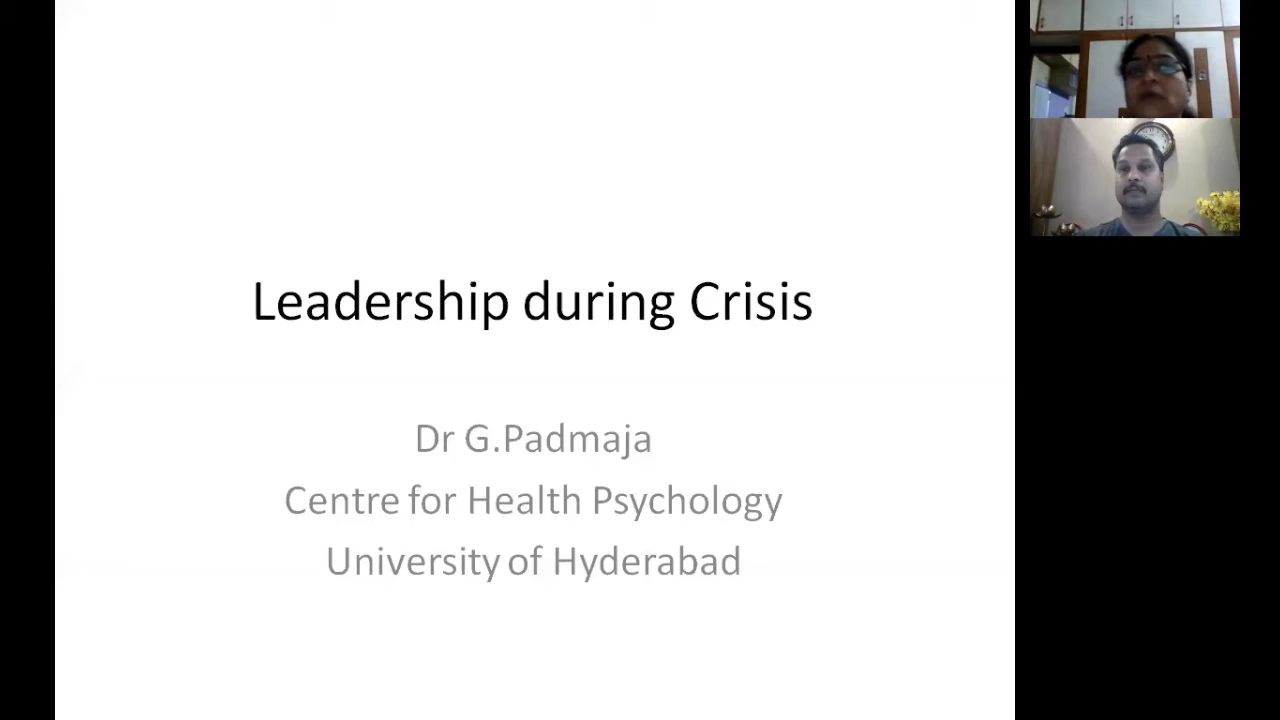 Leadership during Crisis
Dr G.Padmaja
Centre for Health Psychology
University of Hyderabad